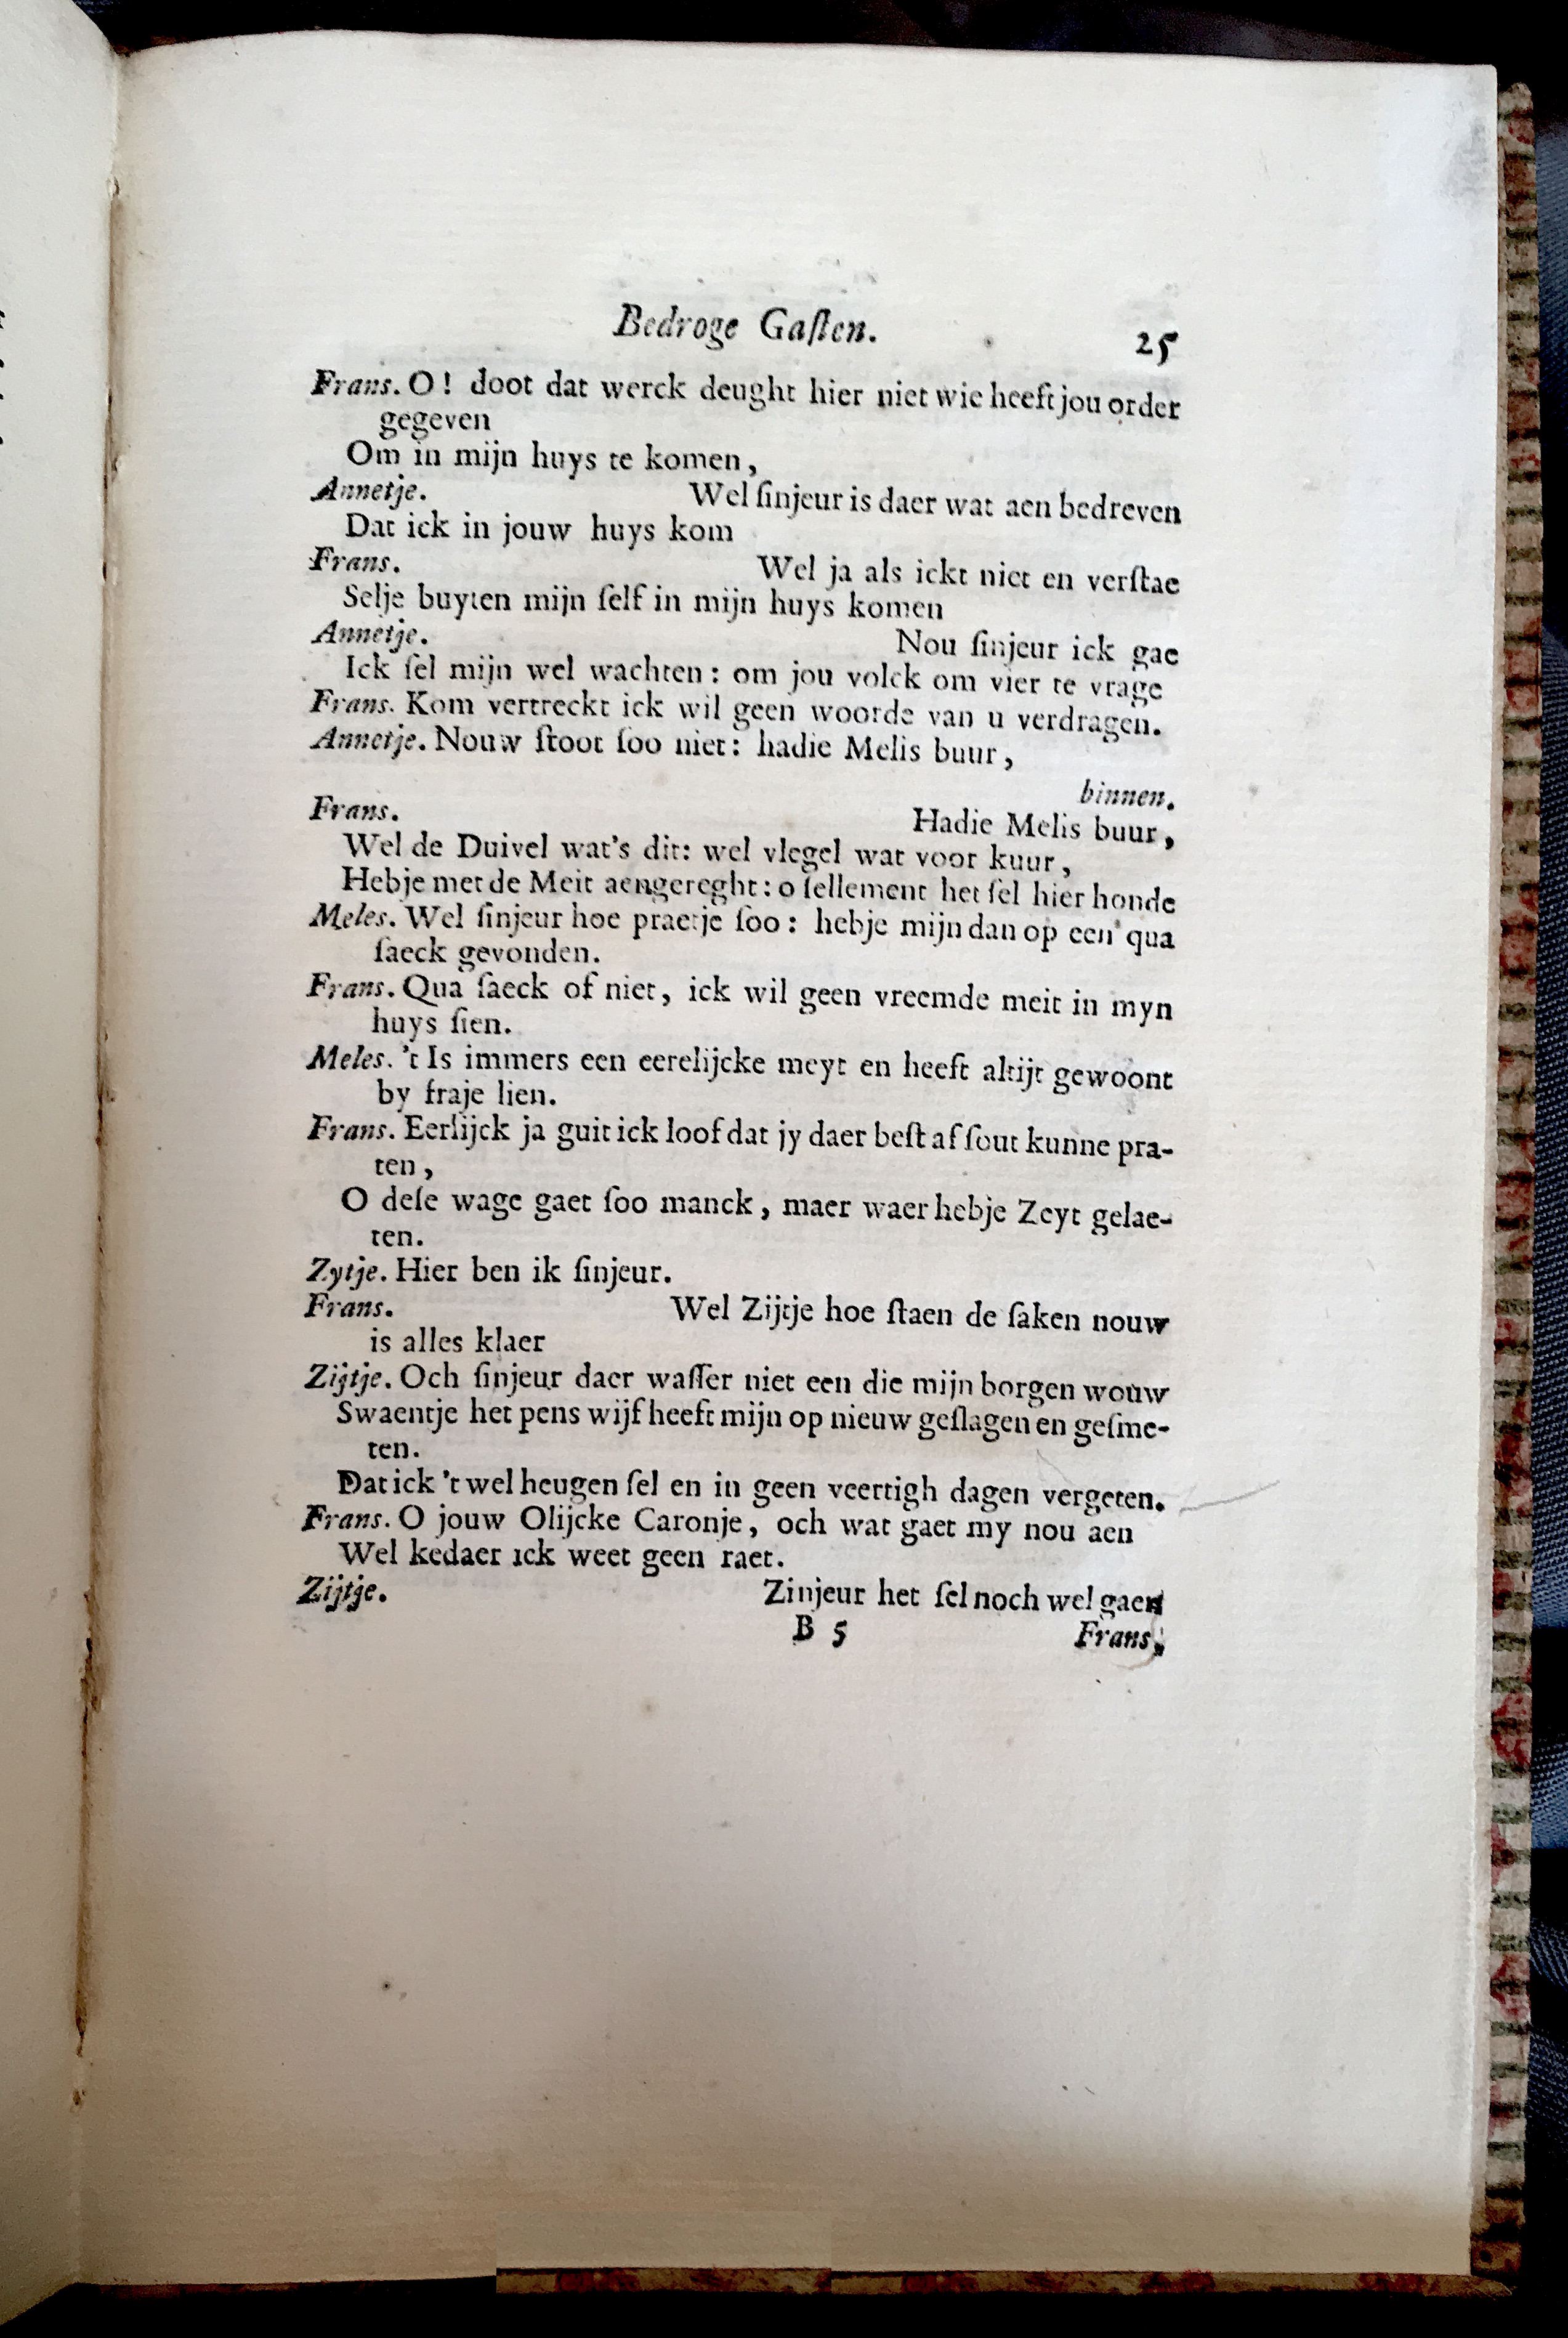 Bedroge Gaſten. 25
Frans. O! doot dat werck deught hier niet wie heeft jou order
gegeven
Om in mijn huys te komen,
Annetje. Wel ſinjeur is daer wat aen bedreven
Dat ick in jouw huys kom
Frans. Wel ja als ickt niet en verſtae
Selje buyten mijn ſelf in mijn huys komen
Annetje. Nou ſinjeur ick gae
Ick ſel mijn wel wachten: om jou volck om vier te vrage
Frans. Kom vertreckt ick wil geen woorde van u verdragen.
Annetje. Nouw ſtoot ſoo niet: hadie Melis buur,
binnen.
Frans. Hadie Melis buur,
Wel de Duivel wat's dit: wel vlegel wat voor kuur,
Hebje met de Meit aengereght: o ſellement het ſel hier honde
Meles. Wel ſinjeur hoe praetje ſoo: hebje mijn dan op een qua
ſaeck gevonden.
Frans. Qua ſaeck of niet, ick wil geen vreemde meit in myn
huys ſien.
Meles. 't Is immers een eerelijcke meyt en heeft altijt gewoont
by fraje lien.
Frans. Eerlijck ja guit ick loof dat jy daer beſt af ſout kunne pra-
ten,
O deſe wage gaet ſoo manck, maer waer hebje Zeyt gelae-
ten.
Zytje. Hier ben ik ſinjeur.
Frans. Wel Zijtje hoe ſtaen de ſaken nouw
is alles klaer
Zijtje. Och ſinjeur daer waſſer niet een die mijn borgen wouw
Swaentje het pens wijf heeft mijn op nieuw geſlagen en geſme-
ten.
Dat ick 't wel heugen ſel en in geen veertigh dagen vergeten.
Frans. O jouw Olijcke Caronje, och wat gaet my nou aen
Wel kedaer ick weet geen raet.
Zijtje. Zinjeur het ſel noch wel gaen
B 5 Frans.